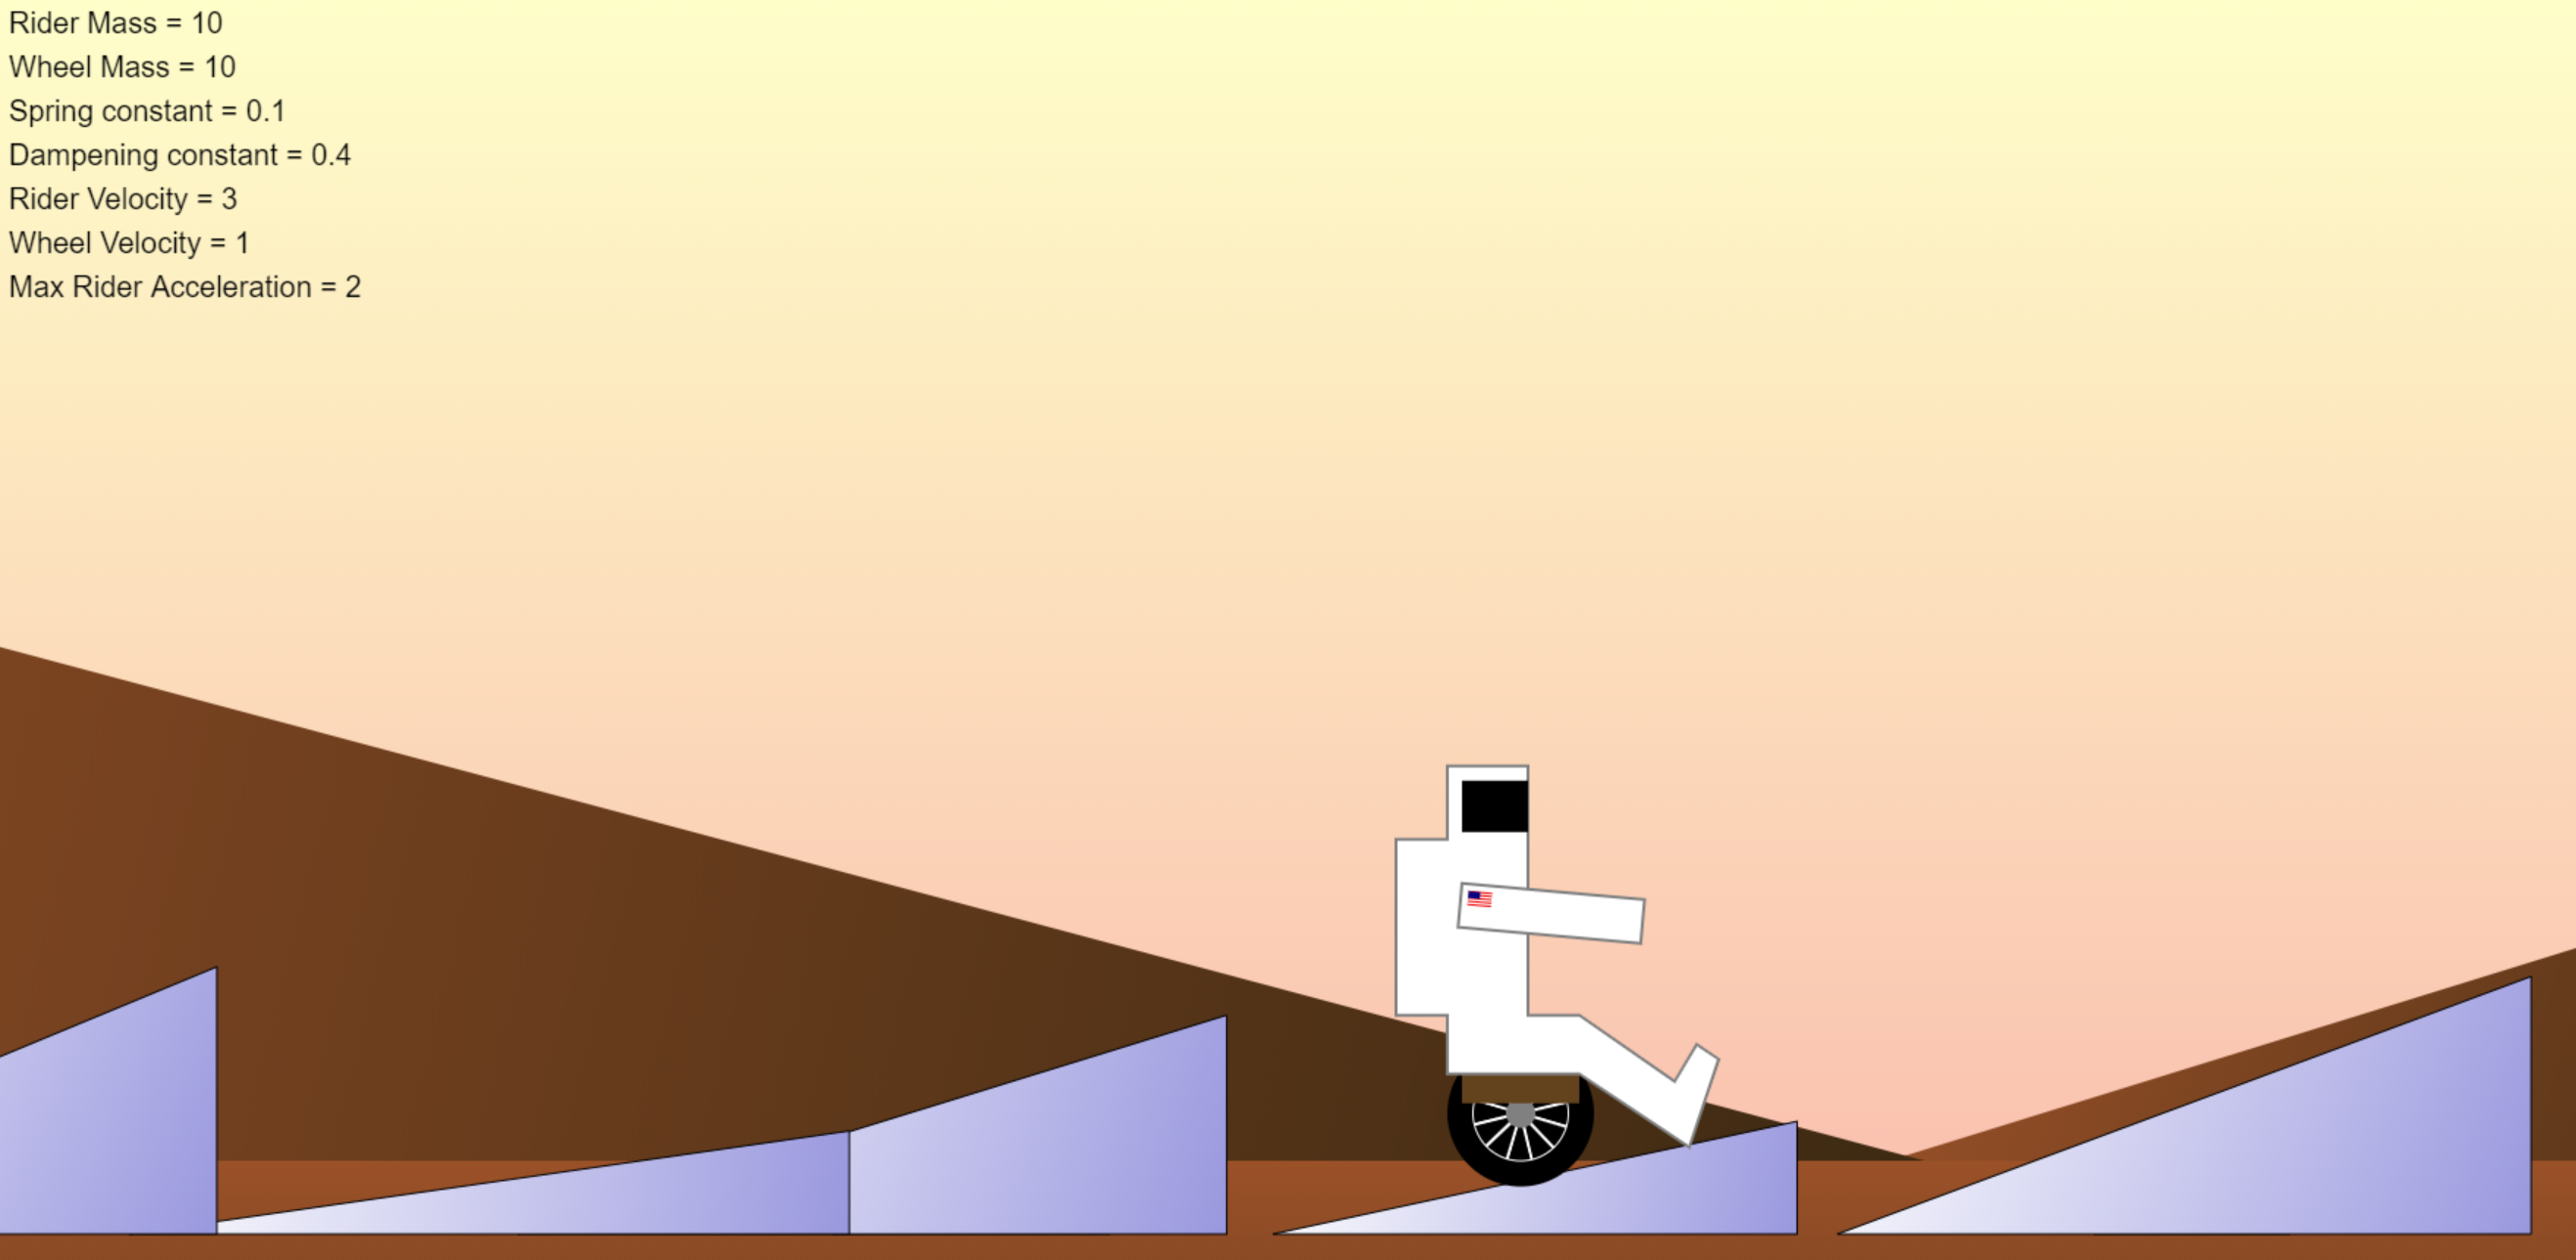 Rider Mass = 10
Wheel Mass = 10
Spring constant = 0.1
Dampening constant = 0.4
Rider Velocity = 3
Wheel Velocity = 1
Max Rider Acceleration = 2